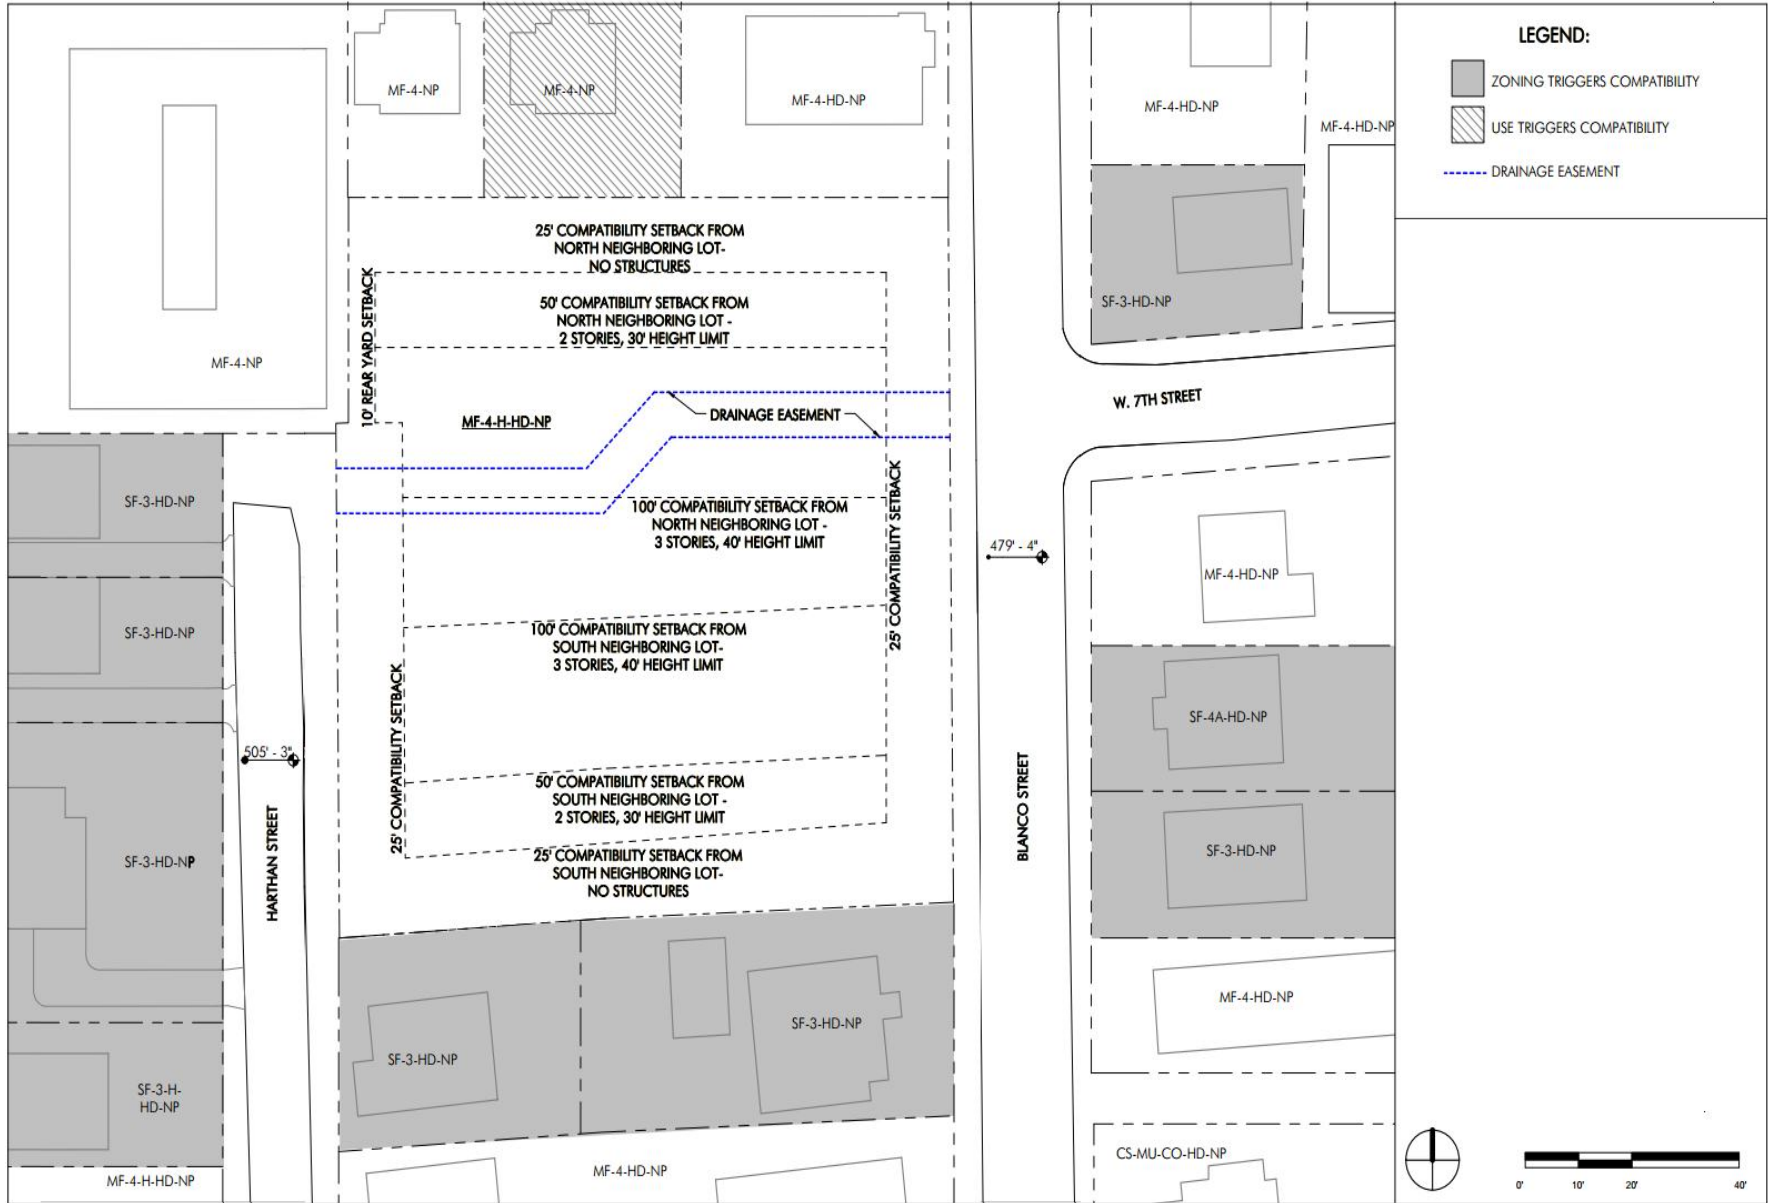 LEGEND:
ZONING TRIGGERS COMPATIBILITY
USE TRIGGERS COMPATIBILITY
DRAINAGE EASEMENT
MF-4-NP
MF-4-NP
MF-4-HD-NP
MF-4-HD-NP
MF-4-HD-NP
MF-4-NP
SF-3-HD-NP
25' COMPATIBILITY SETBACK FROM
NORTH NEIGHBORING LOT-
NO STRUCTURES
50' COMPATIBILITY SETBACK FROM
NORTH NEIGHBORING LOT -
2 STORIES, 30' HEIGHT LIMIT
10' REAR YARD SETBACK
MF-4-H-HD-NP
DRAINAGE EASEMENT
W. 7TH STREET
100' COMPATIBILITY SETBACK FROM
NORTH NEIGHBORING LOT -
3 STORIES, 40' HEIGHT LIMIT
25' COMPATIBILITY SETBACK
479' - 4"
SF-3-HD-NP
SF-3-HD-NP
MF-4-HD-NP
100' COMPATIBILITY SETBACK FROM
SOUTH NEIGHBORING LOT-
3 STORIES, 40' HEIGHT LIMIT
25' COMPATIBILITY SETBACK
505' - 3"
SF-4A-HD-NP
HARTHAN STREET
BLANCO STREET
50' COMPATIBILITY SETBACK FROM
SOUTH NEIGHBORING LOT -
2 STORIES, 30' HEIGHT LIMIT
SF-3-HD-NP
SF-3-HD-NP
25' COMPATIBILITY SETBACK FROM
SOUTH NEIGHBORING LOT-
NO STRUCTURES
SF-3-HD-NP
SF-3-HD-NP
MF-4-HD-NP
SF-3-H-
HD-NP
MF-4-H-HD-NP
MF-4-HD-NP
CS-MU-CO-HD-NP
0' 10' 20' 40'